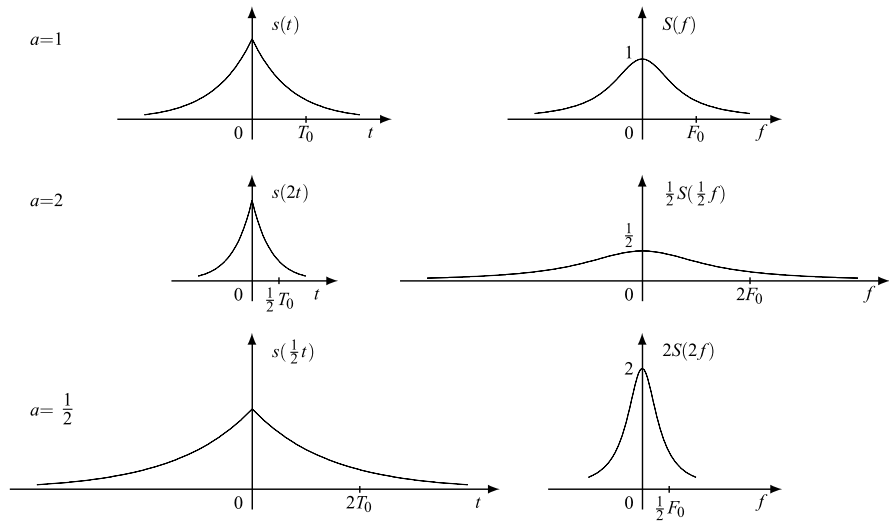 a=1
s(t)
0
T₀
t
S(f)
1
0
F₀
f
a=2
s(2t)
0
½T₀
t
½S(½f)
½
0
2F₀
f
a=½
s(½t)
0
2T₀
t
2S(2f)
2
0
½F₀
f